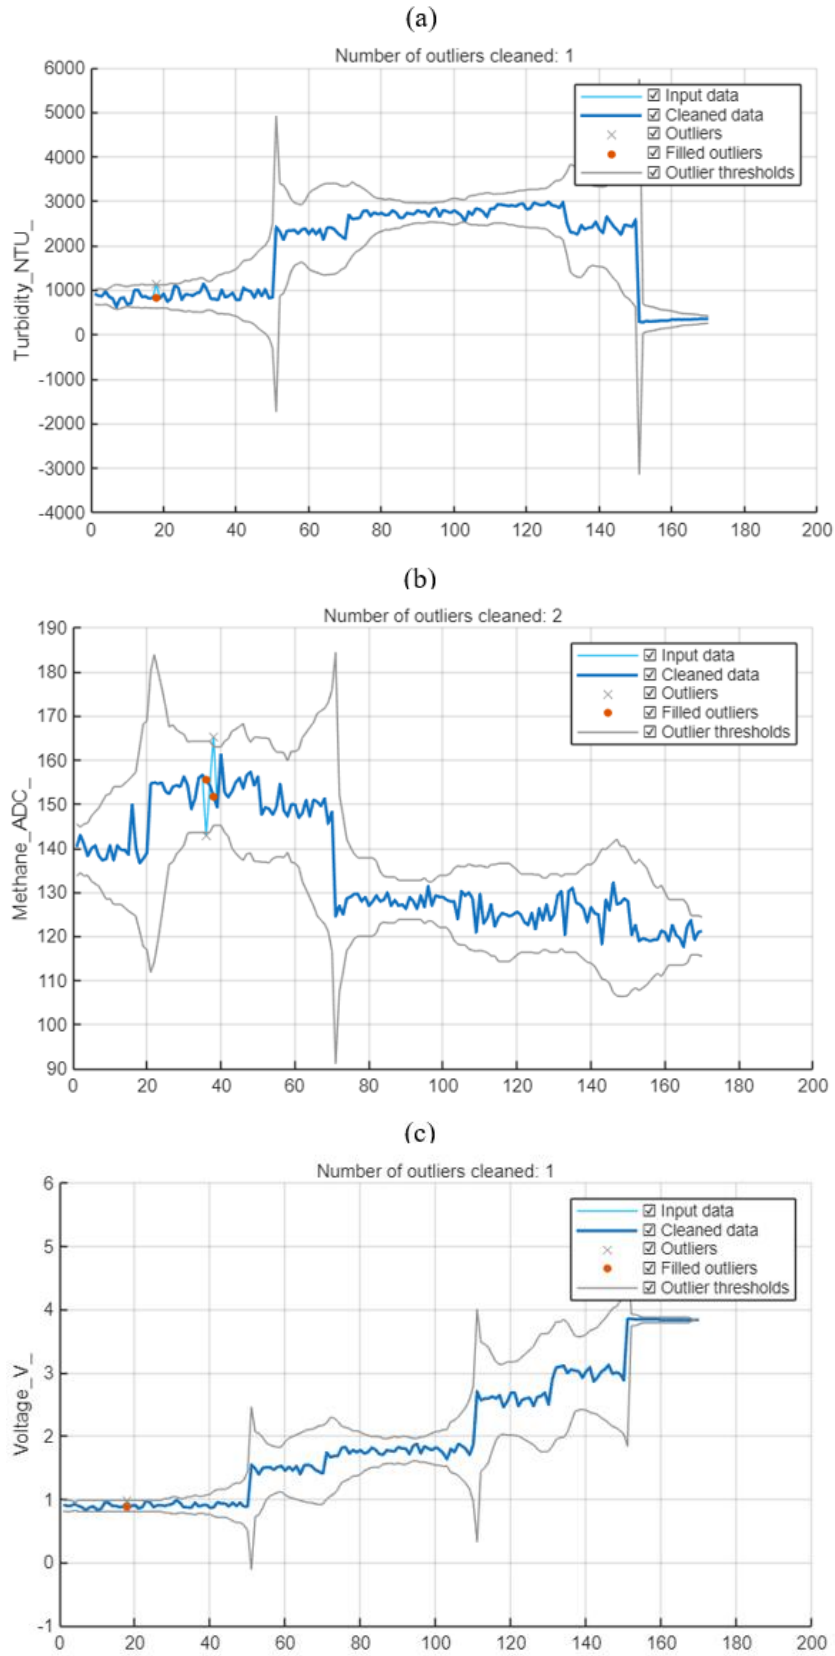 (a)
Number of outliers cleaned: 1
6000
5000
4000
3000
2000
1000
0
-1000
-2000
-3000
-4000
Turbidity_NTU_
☑ Input data
☑ Cleaned data
☑ Outliers
☑ Filled outliers
☑ Outlier thresholds
0 20 40 60 80 100 120 140 160 180 200
(b)
Number of outliers cleaned: 2
190
180
170
160
150
140
130
120
110
100
90
Methane_ADC_
☑ Input data
☑ Cleaned data
☑ Outliers
☑ Filled outliers
☑ Outlier thresholds
0 20 40 60 80 100 120 140 160 180 200
(c)
Number of outliers cleaned: 1
6
5
4
3
2
1
0
-1
Voltage_V_
☑ Input data
☑ Cleaned data
☑ Outliers
☑ Filled outliers
☑ Outlier thresholds
0 20 40 60 80 100 120 140 160 180 200